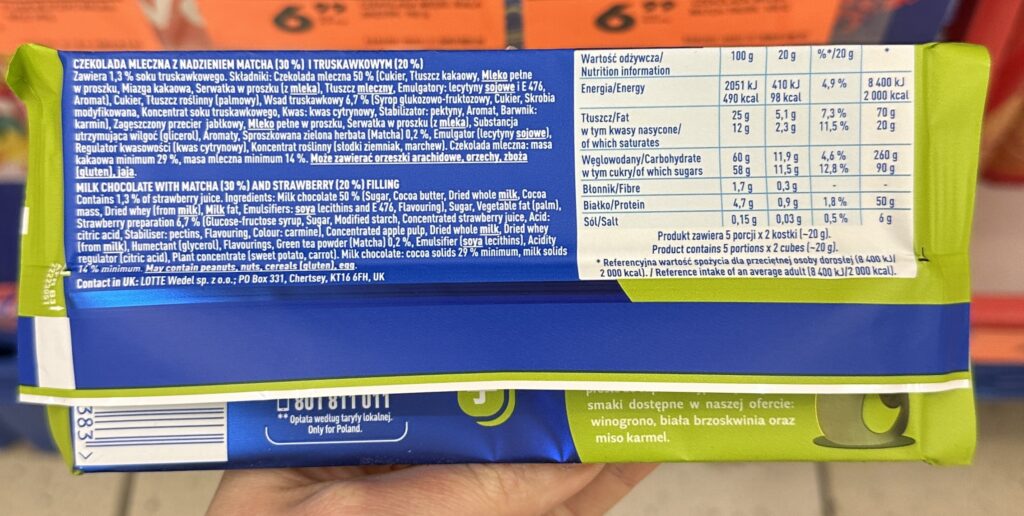 6⁹⁹
6⁹⁹
CZEKOLADA MLECZNA Z NADZIENIEM MATCHA (30 %) I TRUSKAWKOWYM (20 %)
Zawiera 1,3 % soku truskawkowego. Składniki: Czekolada mleczna 50 % (Cukier, Tłuszcz kakaowy, Mleko pełne
w proszku, Miazga kakaowa, Serwatka w proszku (z mleka), Tłuszcz mleczny, Emulgatory: lecytyny sojowe i E 476,
Aromat), Cukier, Tłuszcz roślinny (palmowy), Wsad truskawkowy 6,7 % (Syrop glukozowo-fruktozowy, Cukier, Skrobia
modyfikowana, Koncentrat soku truskawkowego, Kwas: kwas cytrynowy, Stabilizator: pektyny, Aromat, Barwnik:
karmin), Zagęszczony przecier jabłkowy, Mleko pełne w proszku, Serwatka w proszku (z mleka), Substancja
utrzymująca wilgoć (glicerol), Aromaty, Sproszkowana zielona herbata (Matcha) 0,2 %, Emulgator (lecytyny sojowe),
Regulator kwasowości (kwas cytrynowy), Koncentrat roślinny (słodki ziemniak, marchew). Czekolada mleczna: masa
kakaowa minimum 29 %, masa mleczna minimum 14 %. Może zawierać orzeszki arachidowe, orzechy, zboża
(gluten), jaja.
MILK CHOCOLATE WITH MATCHA (30 %) AND STRAWBERRY (20 %) FILLING
Contains 1,3 % of strawberry juice. Ingredients: Milk chocolate 50 % (Sugar, Cocoa butter, Dried whole milk, Cocoa
mass, Dried whey (from milk), Milk fat, Emulsifiers: soya lecithins and E 476, Flavouring), Sugar, Vegetable fat (palm),
Strawberry preparation 6,7 % (Glucose-fructose syrup, Sugar, Modified starch, Concentrated strawberry juice, Acid:
citric acid, Stabiliser: pectins, Flavouring, Colour: carmine), Concentrated apple pulp, Dried whole milk, Dried whey
(from milk), Humectant (glycerol), Flavourings, Green tea powder (Matcha) 0,2 %, Emulsifier (soya lecithins), Acidity
regulator (citric acid), Plant concentrate (sweet potato, carrot). Milk chocolate: cocoa solids 29 % minimum, milk solids
14 % minimum. May contain peanuts, nuts, cereals (gluten), egg.
Contact in UK: LOTTE Wedel sp. z o.o.; PO Box 331, Chertsey, KT16 6FH, UK
Wartość odżywcza/ 100 g 20 g %*/20 g *
Nutrition information
Energia/Energy 2051 kJ 410 kJ 4,9 % 8 400 kJ
490 kcal 98 kcal 2 000 kcal
Tłuszcz/Fat 25 g 5,1 g 7,3 % 70 g
w tym kwasy nasycone/ 12 g 2,3 g 11,5 % 20 g
of which saturates
Węglowodany/Carbohydrate 60 g 11,9 g 4,6 % 260 g
w tym cukry/of which sugars 58 g 11,5 g 12,8 % 90 g
Błonnik/Fibre 1,7 g 0,3 g - -
Białko/Protein 4,7 g 0,9 g 1,8 % 50 g
Sól/Salt 0,15 g 0,03 g 0,5 % 6 g
Produkt zawiera 5 porcji x 2 kostki (~20 g).
Product contains 5 portions x 2 cubes (~20 g).
* Referencyjna wartość spożycia dla przeciętnej osoby dorosłej (8 400 kJ/
2 000 kcal). / Reference intake of an average adult (8 400 kJ/2 000 kcal).
383
>
801 811 011
** Opłata według taryfy lokalnej.
Only for Poland.
smaki dostępne w naszej ofercie:
winogrono, biała brzoskwinia oraz
miso karmel.